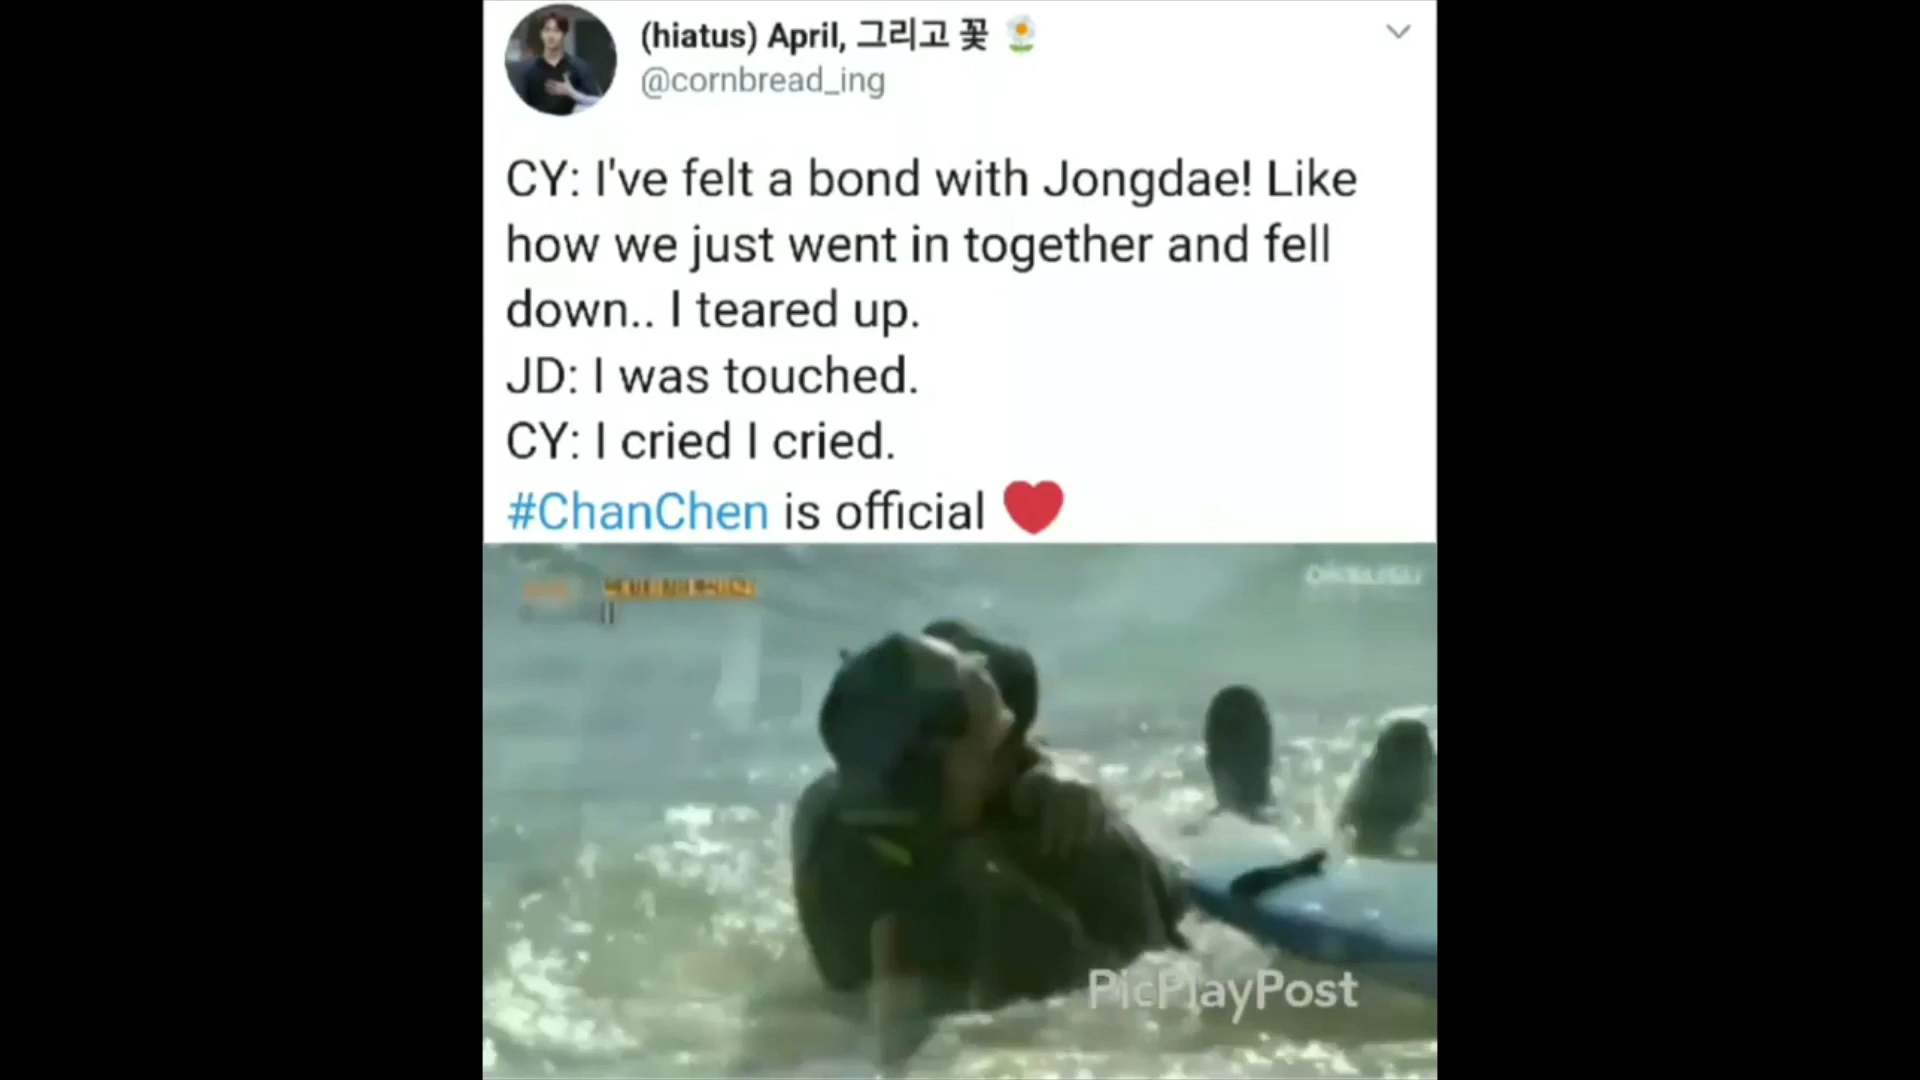 (hiatus) April, 그리고 꽃
@cornbread_ing
CY: I've felt a bond with Jongdae! Like
how we just went in together and fell
down.. I teared up.
JD: I was touched.
CY: I cried I cried.
#ChanChen is official
PicPlayPost